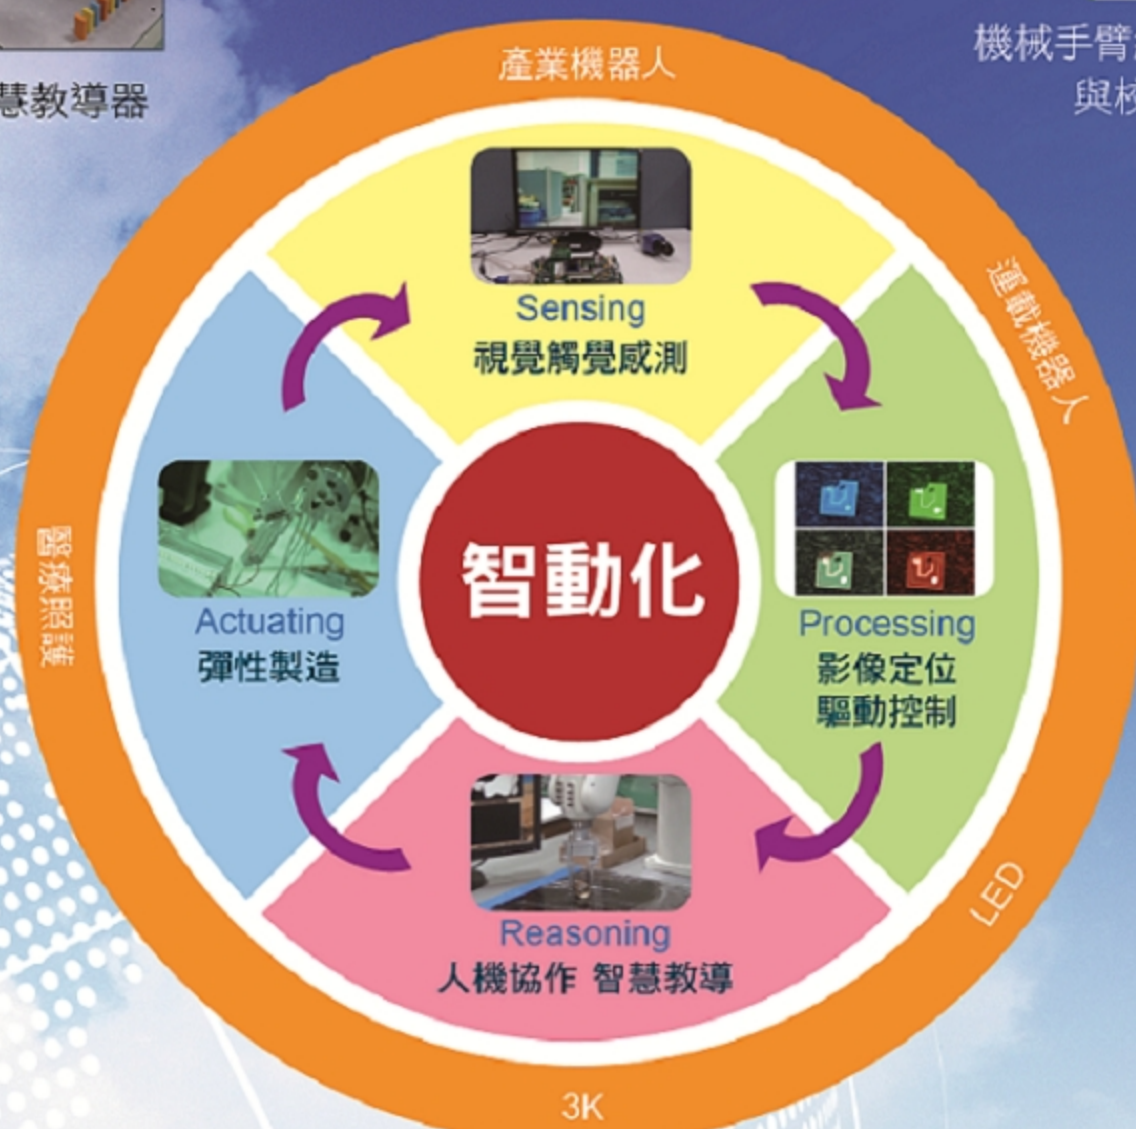 產業機器人
機械手臂
與校
慧教導器
運載機器人
Sensing
視覺觸覺感測
智動化
Actuating
彈性製造
Processing
影像定位
驅動控制
醫療照護
Reasoning
人機協作 智慧教導
LED
3K